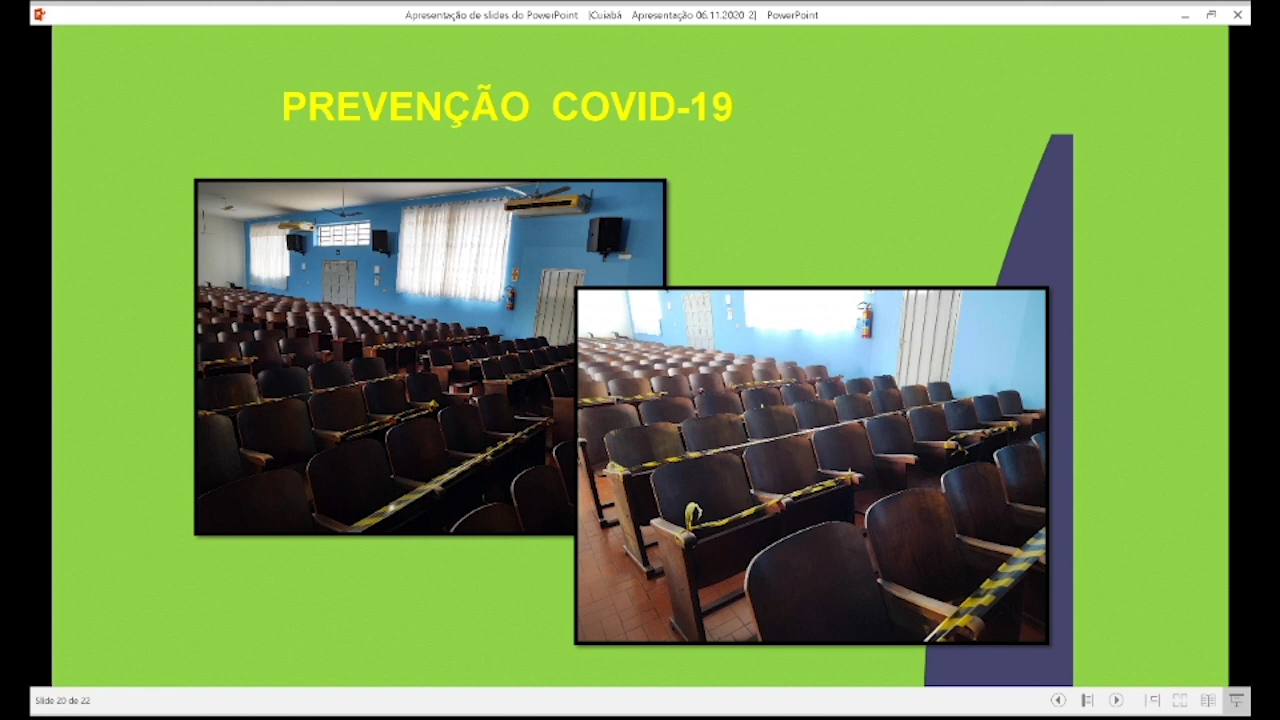 Apresentação de slides do PowerPoint [Cuiabá Apresentação 06.11.2020 2] PowerPoint
PREVENÇÃO COVID-19
Slide 20 de 22